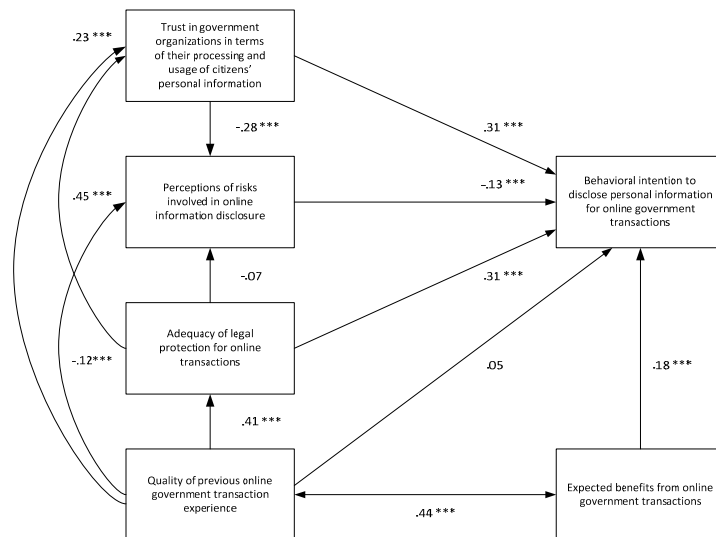 Trust in government
organizations in terms
of their processing and
usage of citizens'
personal information
.23 ***
-.28 ***
.31 ***
Perceptions of risks
involved in online
information disclosure
.45 ***
-.13 ***
Behavioral intention to
disclose personal information
for online government
transactions
-.07
.31 ***
Adequacy of legal
protection for online
transactions
-.12***
.05
.18 ***
.41 ***
Quality of previous online
government transaction
experience
.44 ***
Expected benefits from online
government transactions